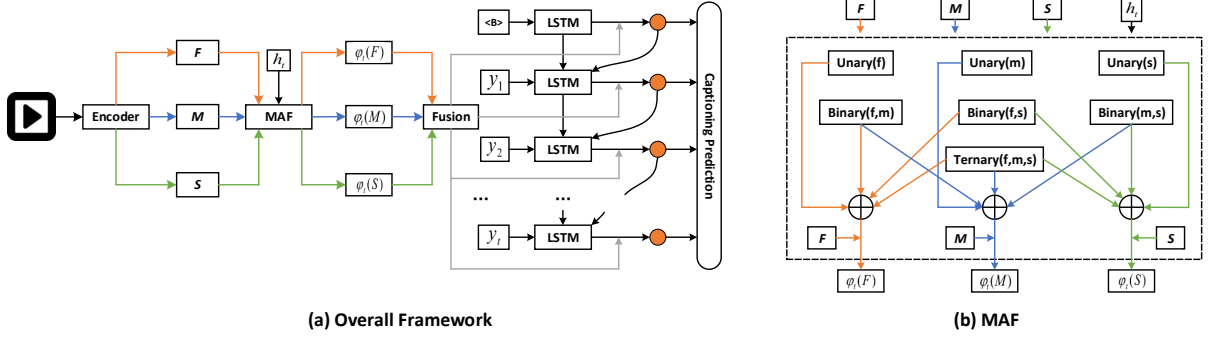 Encoder
F
M
S
h_t
MAF
φ_t(F)
φ_t(M)
φ_t(S)
Fusion
<B>
LSTM
y_1
LSTM
y_2
LSTM
... ...
y_t
LSTM
Captioning Prediction
(a) Overall Framework
F M S h_t
Unary(f) Unary(m) Unary(s)
Binary(f,m) Binary(f,s) Binary(m,s)
Ternary(f,m,s)
F M S
φ_t(F) φ_t(M) φ_t(S)
(b) MAF